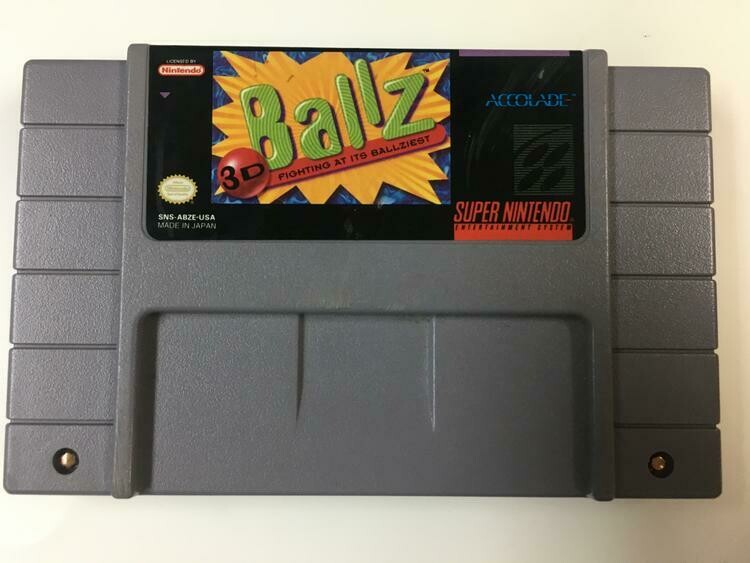 LICENSED BY
Nintendo
Ballz
3D
FIGHTING AT ITS BALLZIEST
ACCOLADE
SNS-ABZE-USA
MADE IN JAPAN
SUPER NINTENDO
ENTERTAINMENT SYSTEM